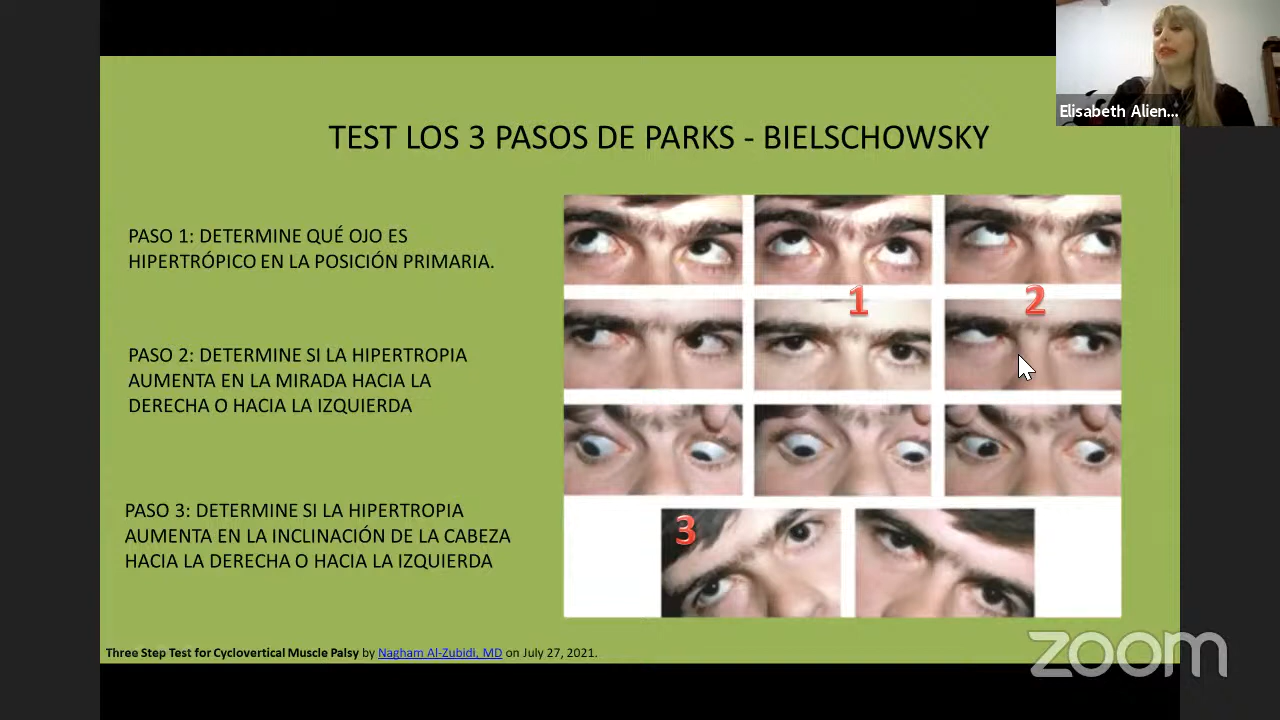 Elisabeth Alien...
TEST LOS 3 PASOS DE PARKS - BIELSCHOWSKY
PASO 1: DETERMINE QUÉ OJO ES
HIPERTRÓPICO EN LA POSICIÓN PRIMARIA.
PASO 2: DETERMINE SI LA HIPERTROPIA
AUMENTA EN LA MIRADA HACIA LA
DERECHA O HACIA LA IZQUIERDA
PASO 3: DETERMINE SI LA HIPERTROPIA
AUMENTA EN LA INCLINACIÓN DE LA CABEZA
HACIA LA DERECHA O HACIA LA IZQUIERDA
1
2
3
Three Step Test for Cyclovertical Muscle Palsy by Nagham Al-Zubidi, MD on July 27, 2021.
zoom